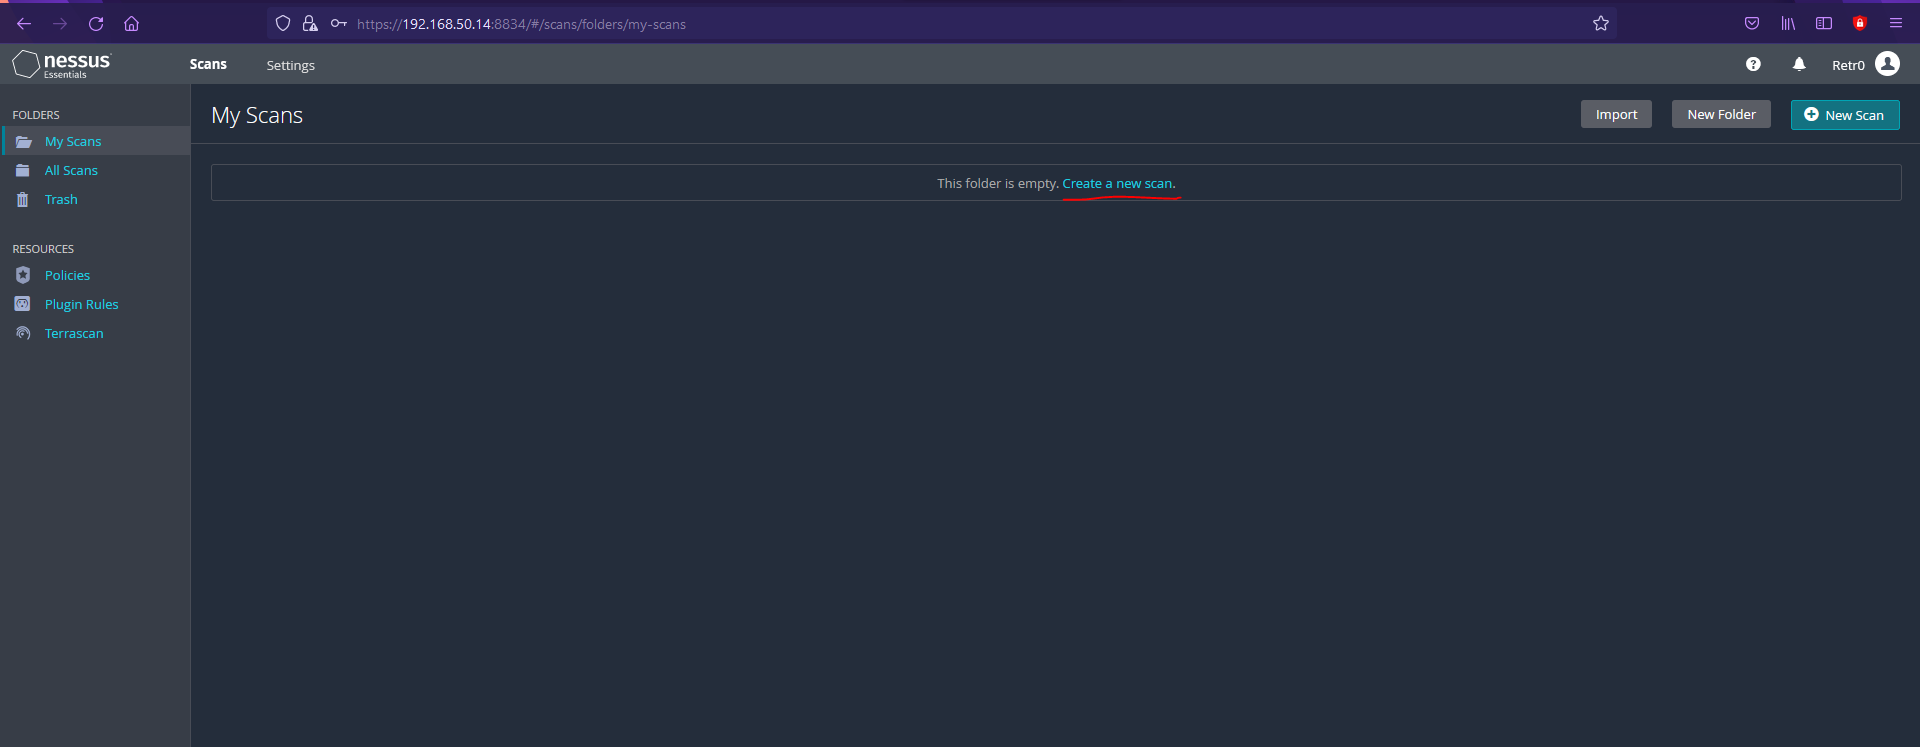 https://192.168.50.14:8834/#/scans/folders/my-scans
nessus
Essentials
Scans
Settings
Retr0
FOLDERS
My Scans
All Scans
Trash
RESOURCES
Policies
Plugin Rules
Terrascan
My Scans
Import
New Folder
New Scan
This folder is empty. Create a new scan.